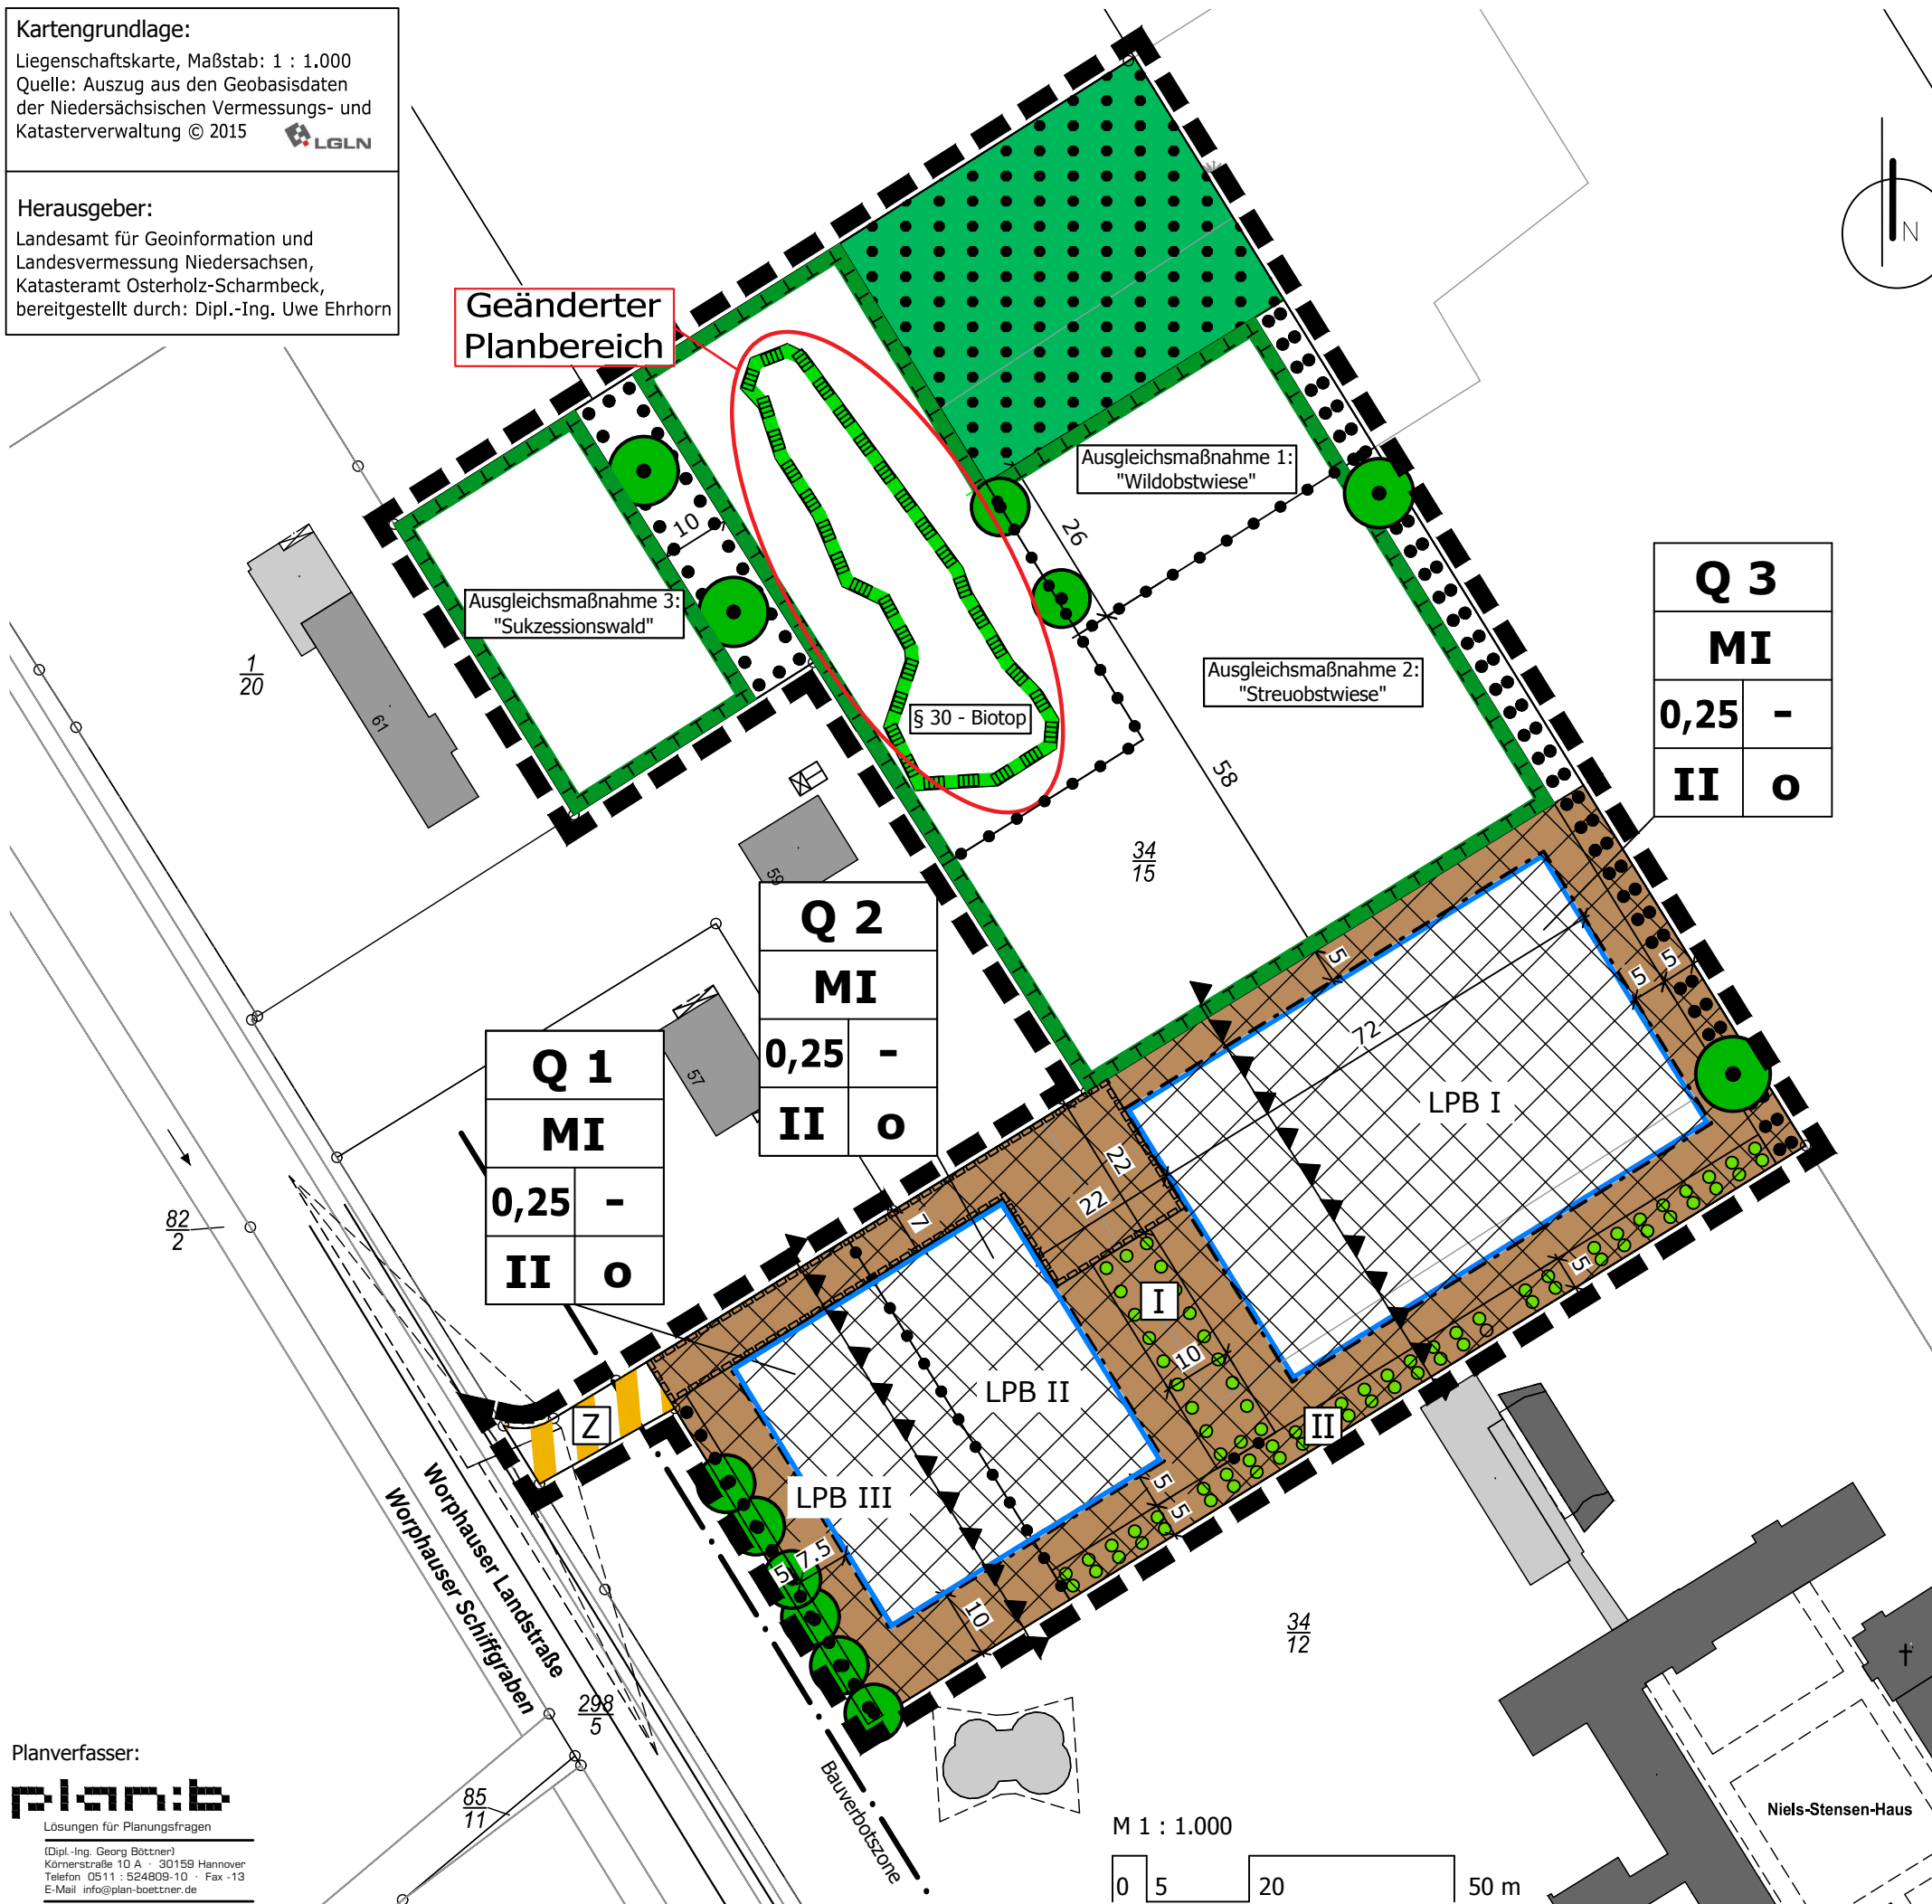 Kartengrundlage:
Liegenschaftskarte, Maßstab: 1 : 1.000
Quelle: Auszug aus den Geobasisdaten
der Niedersächsischen Vermessungs- und
Katasterverwaltung © 2015
LGLN
Herausgeber:
Landesamt für Geoinformation und
Landesvermessung Niedersachsen,
Katasteramt Osterholz-Scharmbeck,
bereitgestellt durch: Dipl.-Ing. Uwe Ehrhorn
N
Geänderter
Planbereich
Ausgleichsmaßnahme 1:
"Wildobstwiese"
10
26
Ausgleichsmaßnahme 3:
"Sukzessionswald"
Q 3
MI
0,25 -
II o
1
20
61
Ausgleichsmaßnahme 2:
"Streuobstwiese"
§ 30 - Biotop
58
34
15
59
Q 2
MI
0,25 -
II o
5
5
5
72
Q 1
MI
0,25 -
II o
57
LPB I
22
22
7
82
2
5
I
10
LPB II
II
Z
LPB III
5
5
7.5
5
10
Worphauser Landstraße
Worphauser Schiffgraben
298
5
34
12
85
11
Bauverbotszone
Niels-Stensen-Haus
Planverfasser:
plan:b
Lösungen für Planungsfragen
(Dipl.-Ing. Georg Böttner)
Körnerstraße 10 A · 30159 Hannover
Telefon 0511 : 524809-10 · Fax -13
E-Mail info@plan-boettner.de
M 1 : 1.000
0 5 20 50 m